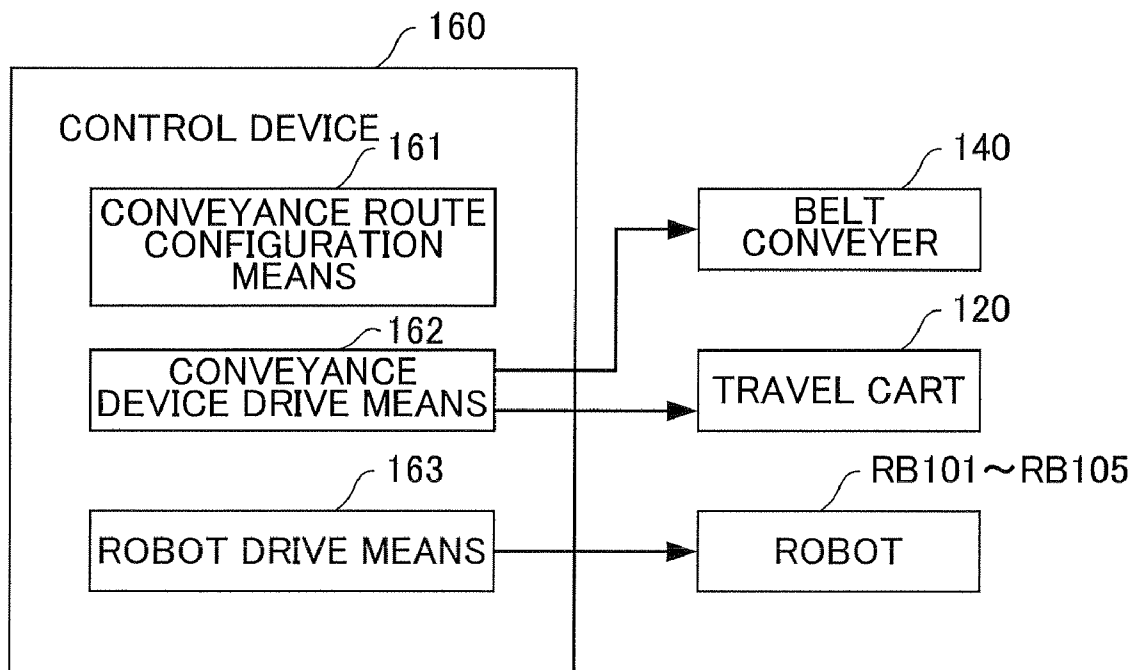 160
CONTROL DEVICE
161
CONVEYANCE ROUTE
CONFIGURATION
MEANS
140
BELT
CONVEYER
162
CONVEYANCE
DEVICE DRIVE MEANS
120
TRAVEL CART
163
ROBOT DRIVE MEANS
RB101～RB105
ROBOT